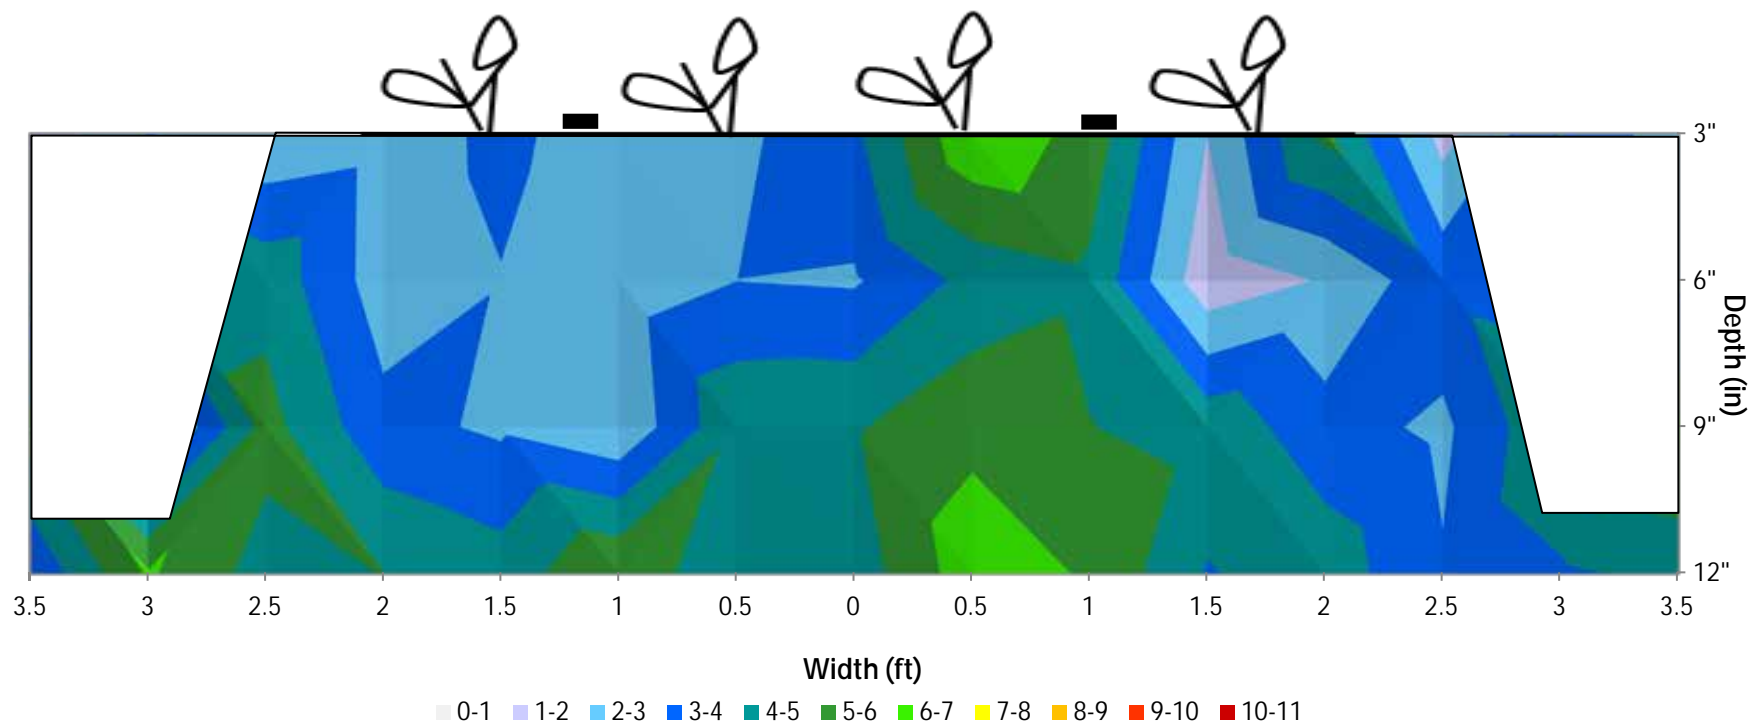 3"
6"
9"
12"
Depth (in)
3.5 3 2.5 2 1.5 1 0.5 0 0.5 1 1.5 2 2.5 3 3.5
Width (ft)
0-1 1-2 2-3 3-4 4-5 5-6 6-7 7-8 8-9 9-10 10-11